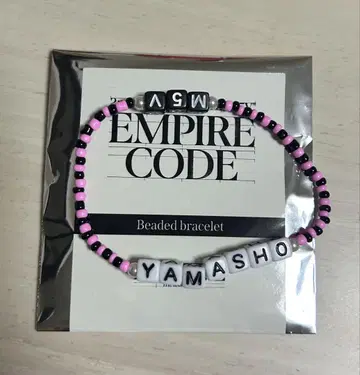 M5V
EMPIRE
CODE
Beaded bracelet
YAMASHO